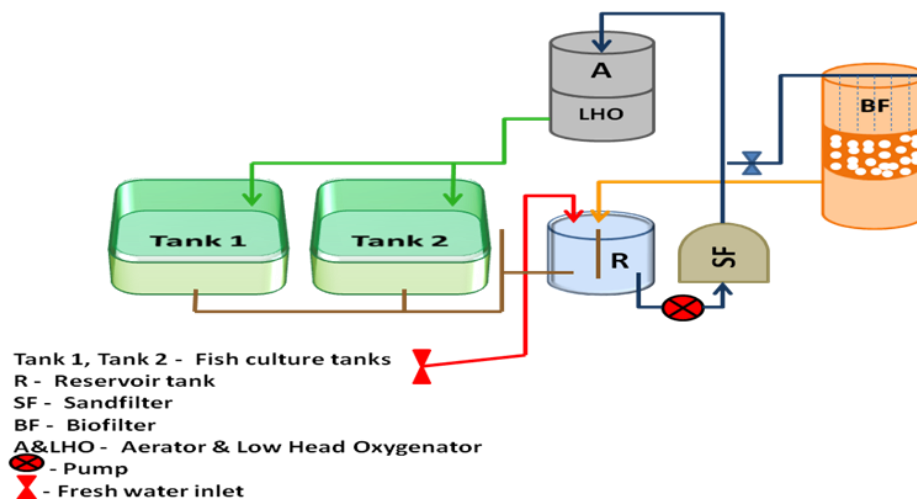 A
LHO
BF
Tank 1
Tank 2
R
SF
Tank 1, Tank 2 - Fish culture tanks
R - Reservoir tank
SF - Sandfilter
BF - Biofilter
A&LHO - Aerator & Low Head Oxygenator
- Pump
- Fresh water inlet